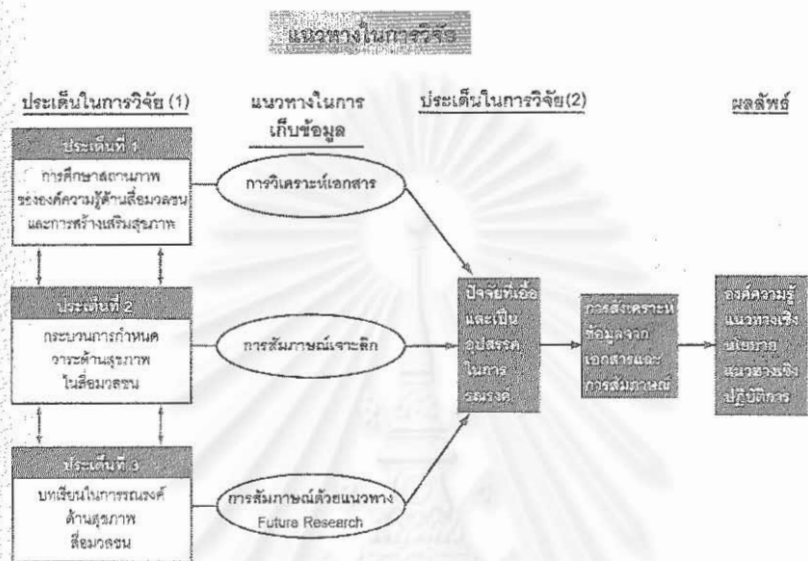 แนวทางในการวิจัย
ประเด็นในการวิจัย (1)
แนวทางในการ
เก็บข้อมูล
ประเด็นในการวิจัย(2)
ผลลัพธ์
ประเด็นที่ 1
การศึกษาสถานภาพ
ขององค์ความรู้ด้านสื่อมวลชน
และการสร้างเสริมสุขภาพ
การวิเคราะห์เอกสาร
ประเด็นที่ 2
กระบวนการกำหนด
วาระด้านสุขภาพ
ในสื่อมวลชน
การสัมภาษณ์เจาะลึก
ประเด็นที่ 3
บทเรียนในการรณรงค์
ด้านสุขภาพ
สื่อมวลชน
การสัมภาษณ์ด้วยแนวทาง
Future Research
ปัจจัยที่เอื้อ
และเป็น
อุปสรรค
ในการ
รณรงค์
การสังเคราะห์
ข้อมูลจาก
เอกสารและ
การสัมภาษณ์
องค์ความรู้
แนวทางเชิง
นโยบาย
แนวทางเชิง
ปฏิบัติการ